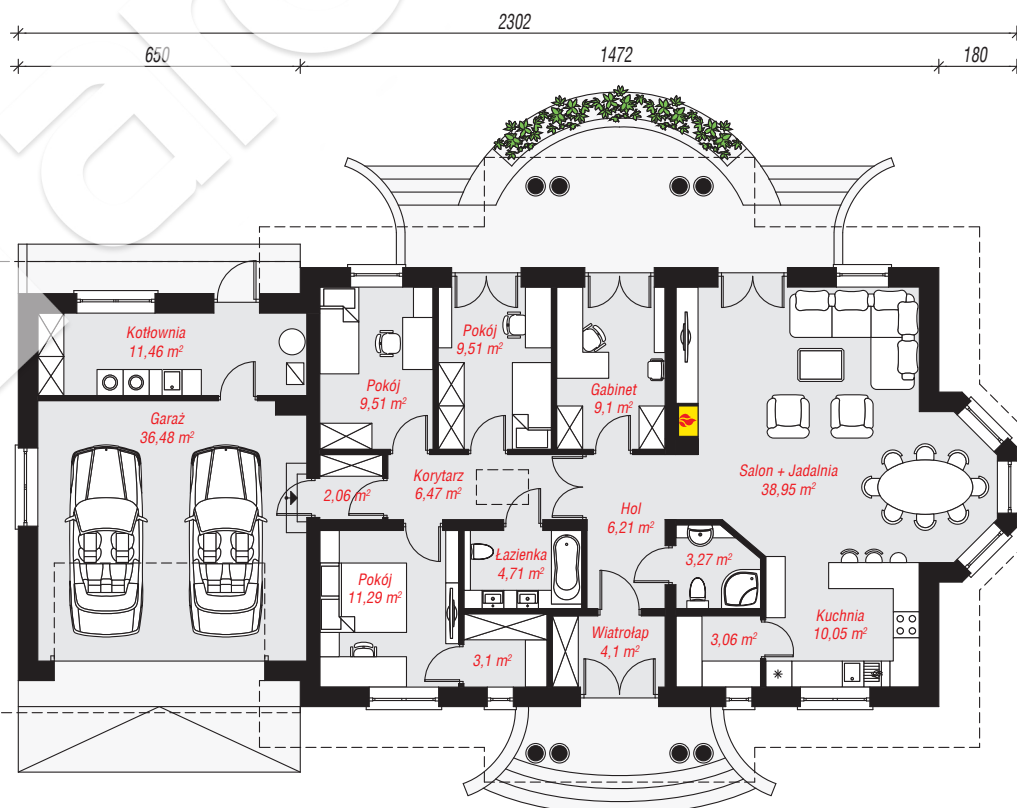 2302
650
1472
180
Kotłownia
11,46 m²
Pokój
9,51 m²
Pokój
9,51 m²
Gabinet
9,1 m²
Garaż
36,48 m²
Korytarz
6,47 m²
2,06 m²
Salon + Jadalnia
38,95 m²
Hol
6,21 m²
Łazienka
4,71 m²
3,27 m²
Pokój
11,29 m²
Wiatrołap
4,1 m²
3,1 m²
3,06 m²
Kuchnia
10,05 m²